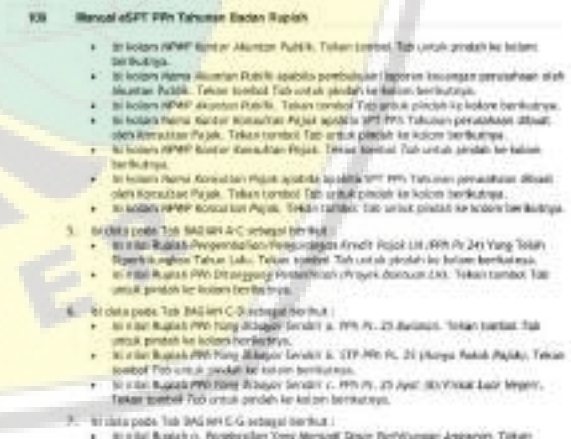 108 Manual eSPT PPh Tahunan Badan Rupiah
• Isi kolom NPWP Kantor Akuntan Publik. Tekan tombol Tab untuk pindah ke kolom
berikutnya.
• Isi kolom Nama Akuntan Publik apabila pembukuan laporan keuangan perusahaan oleh
Akuntan Publik. Tekan tombol Tab untuk pindah ke kolom berikutnya.
• Isi kolom NPWP Akuntan Publik. Tekan tombol Tab untuk pindah ke kolom berikutnya.
• Isi kolom Nama Kantor Konsultan Pajak apabila SPT PPh Tahunan perusahaan dibuat
oleh Konsultan Pajak. Tekan tombol Tab untuk pindah ke kolom berikutnya.
• Isi kolom NPWP Kantor Konsultan Pajak. Tekan tombol Tab untuk pindah ke kolom
berikutnya.
• Isi kolom Nama Konsultan Pajak apabila apabila SPT PPh Tahunan perusahaan dibuat
oleh Konsultan Pajak. Tekan tombol Tab untuk pindah ke kolom berikutnya.
• Isi kolom NPWP Konsultan Pajak. Tekan tombol Tab untuk pindah ke kolom berikutnya.
5. Isi data pada Tab BAGIAN A-C sebagai berikut :
• Isi nilai Rupiah Pengembalian/Pengurangan Kredit Pajak LN (PPh Ps 24) Yang Telah
Diperhitungkan Tahun Lalu. Tekan tombol Tab untuk pindah ke kolom berikutnya.
• Isi nilai Rupiah PPh Ditanggung Pemerintah (Proyek Bantuan LN). Tekan tombol Tab
untuk pindah ke kolom berikutnya.
6. Isi data pada Tab BAGIAN C-D sebagai berikut :
• Isi nilai Rupiah PPh Yang dibayar Sendiri a. PPh Ps. 25 Bulanan. Tekan tombol Tab
untuk pindah ke kolom berikutnya.
• Isi nilai Rupiah PPh Yang dibayar Sendiri b. STP PPh Ps. 25 (Hanya Pokok Pajak). Tekan
tombol Tab untuk pindah ke kolom berikutnya.
• Isi nilai Rupiah PPh Yang dibayar Sendiri c. PPh Ps. 25 Ayat (8)/Fiskal Luar Negeri.
Tekan tombol Tab untuk pindah ke kolom berikutnya.
7. Isi data pada Tab BAGIAN E-G sebagai berikut :
• Isi nilai Rupiah a. Penghasilan Yang Menjadi Dasar Perhitungan Angsuran. Tekan